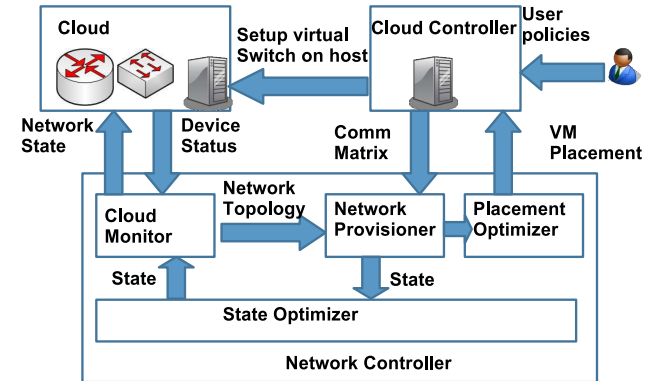 Cloud
Setup virtual
Switch on host
Cloud Controller
User
policies
Network
State
Device
Status
Comm
Matrix
VM
Placement
Cloud
Monitor
Network
Topology
Network
Provisioner
Placement
Optimizer
State
State
State Optimizer
Network Controller